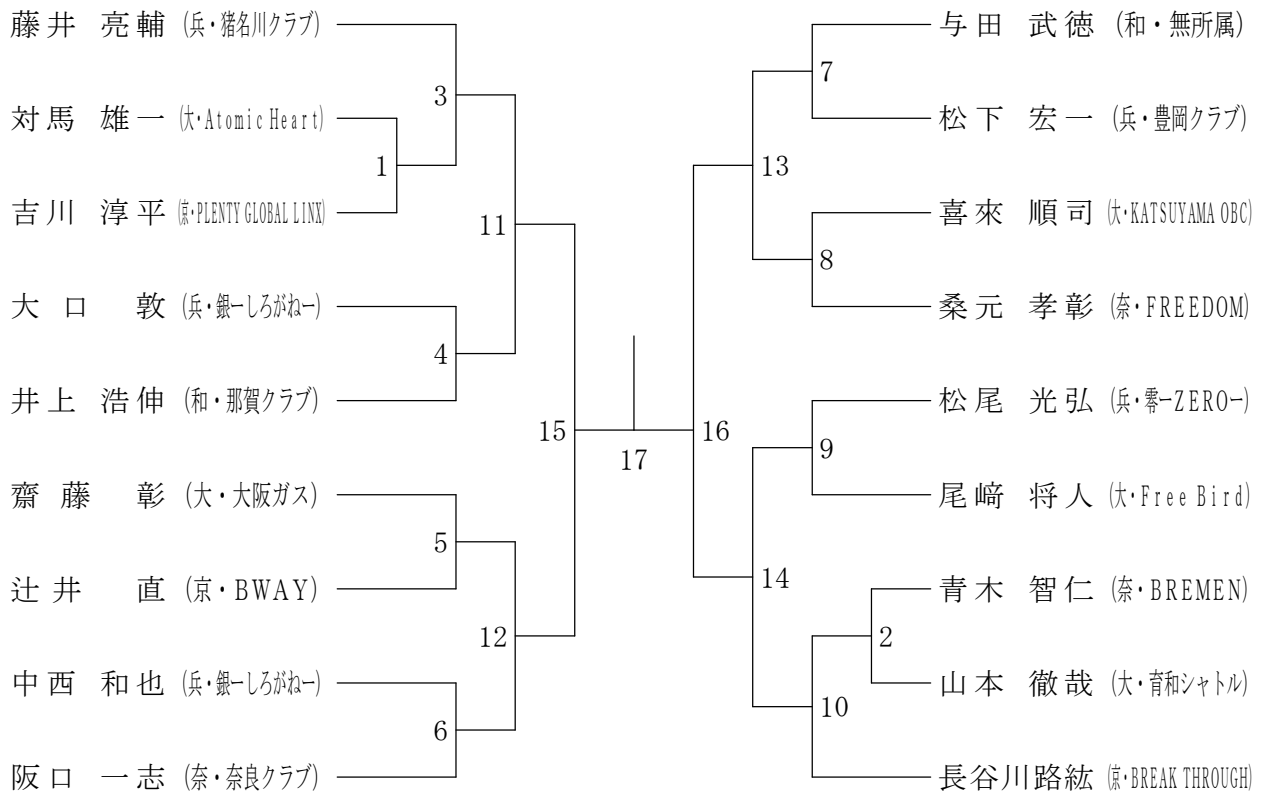 藤井 亮輔 (兵・猪名川クラブ)
3
対馬 雄一 (大・Atomic Heart)
1
吉川 淳平 (京・PLENTY GLOBAL LINX)
11
大口 敦 (兵・銀ーしろがねー)
4
井上 浩伸 (和・那賀クラブ)
15
齋藤 彰 (大・大阪ガス)
5
辻井 直 (京・BWAY)
12
中西 和也 (兵・銀ーしろがねー)
6
阪口 一志 (奈・奈良クラブ)
17
与田 武徳 (和・無所属)
7
松下 宏一 (兵・豊岡クラブ)
13
喜來 順司 (大・KATSUYAMA OBC)
8
桑元 孝彰 (奈・FREEDOM)
16
松尾 光弘 (兵・零ーZEROー)
9
尾﨑 将人 (大・Free Bird)
14
青木 智仁 (奈・BREMEN)
2
山本 徹哉 (大・育和シャトル)
10
長谷川路紘 (京・BREAK THROUGH)